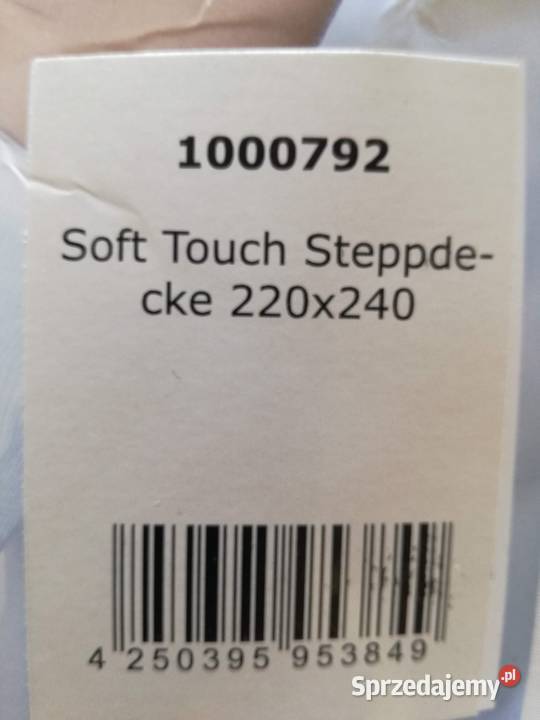 1000792
Soft Touch Steppde-
cke 220x240
4 250395 953849
Sprzedajemy.pl